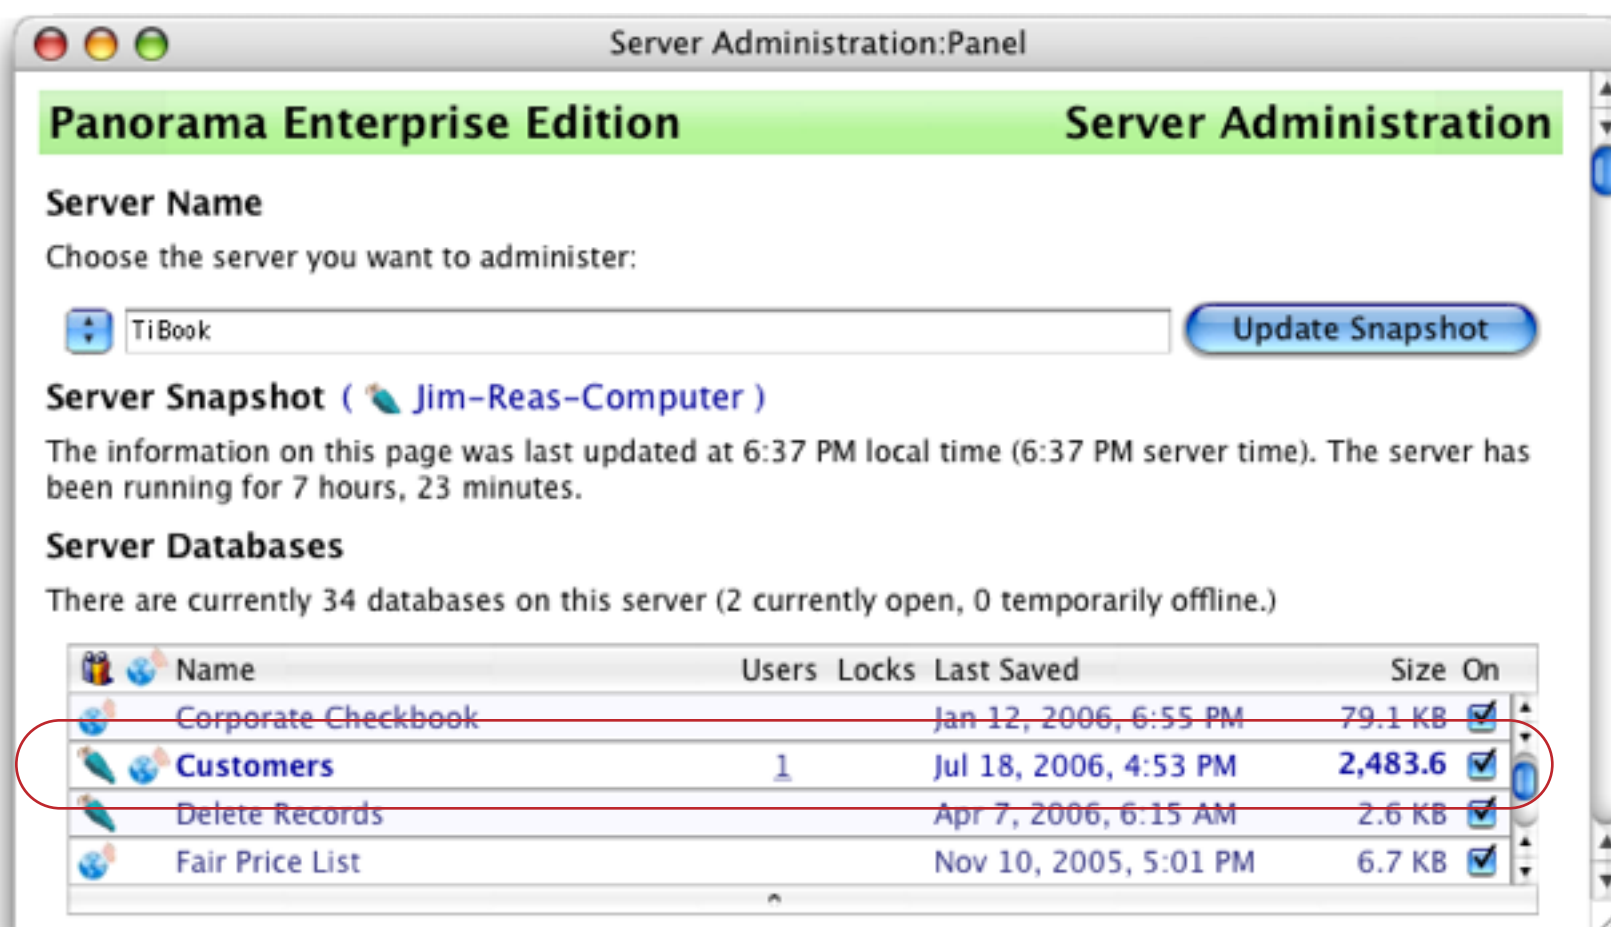 Server Administration:Panel
Panorama Enterprise Edition Server Administration
Server Name
Choose the server you want to administer:
TiBook Update Snapshot
Server Snapshot ( Jim-Reas-Computer )
The information on this page was last updated at 6:37 PM local time (6:37 PM server time). The server has
been running for 7 hours, 23 minutes.
Server Databases
There are currently 34 databases on this server (2 currently open, 0 temporarily offline.)
Name Users Locks Last Saved Size On
Corporate Checkbook Jan 12, 2006, 6:55 PM 79.1 KB
Customers 1 Jul 18, 2006, 4:53 PM 2,483.6
Delete Records Apr 7, 2006, 6:15 AM 2.6 KB
Fair Price List Nov 10, 2005, 5:01 PM 6.7 KB